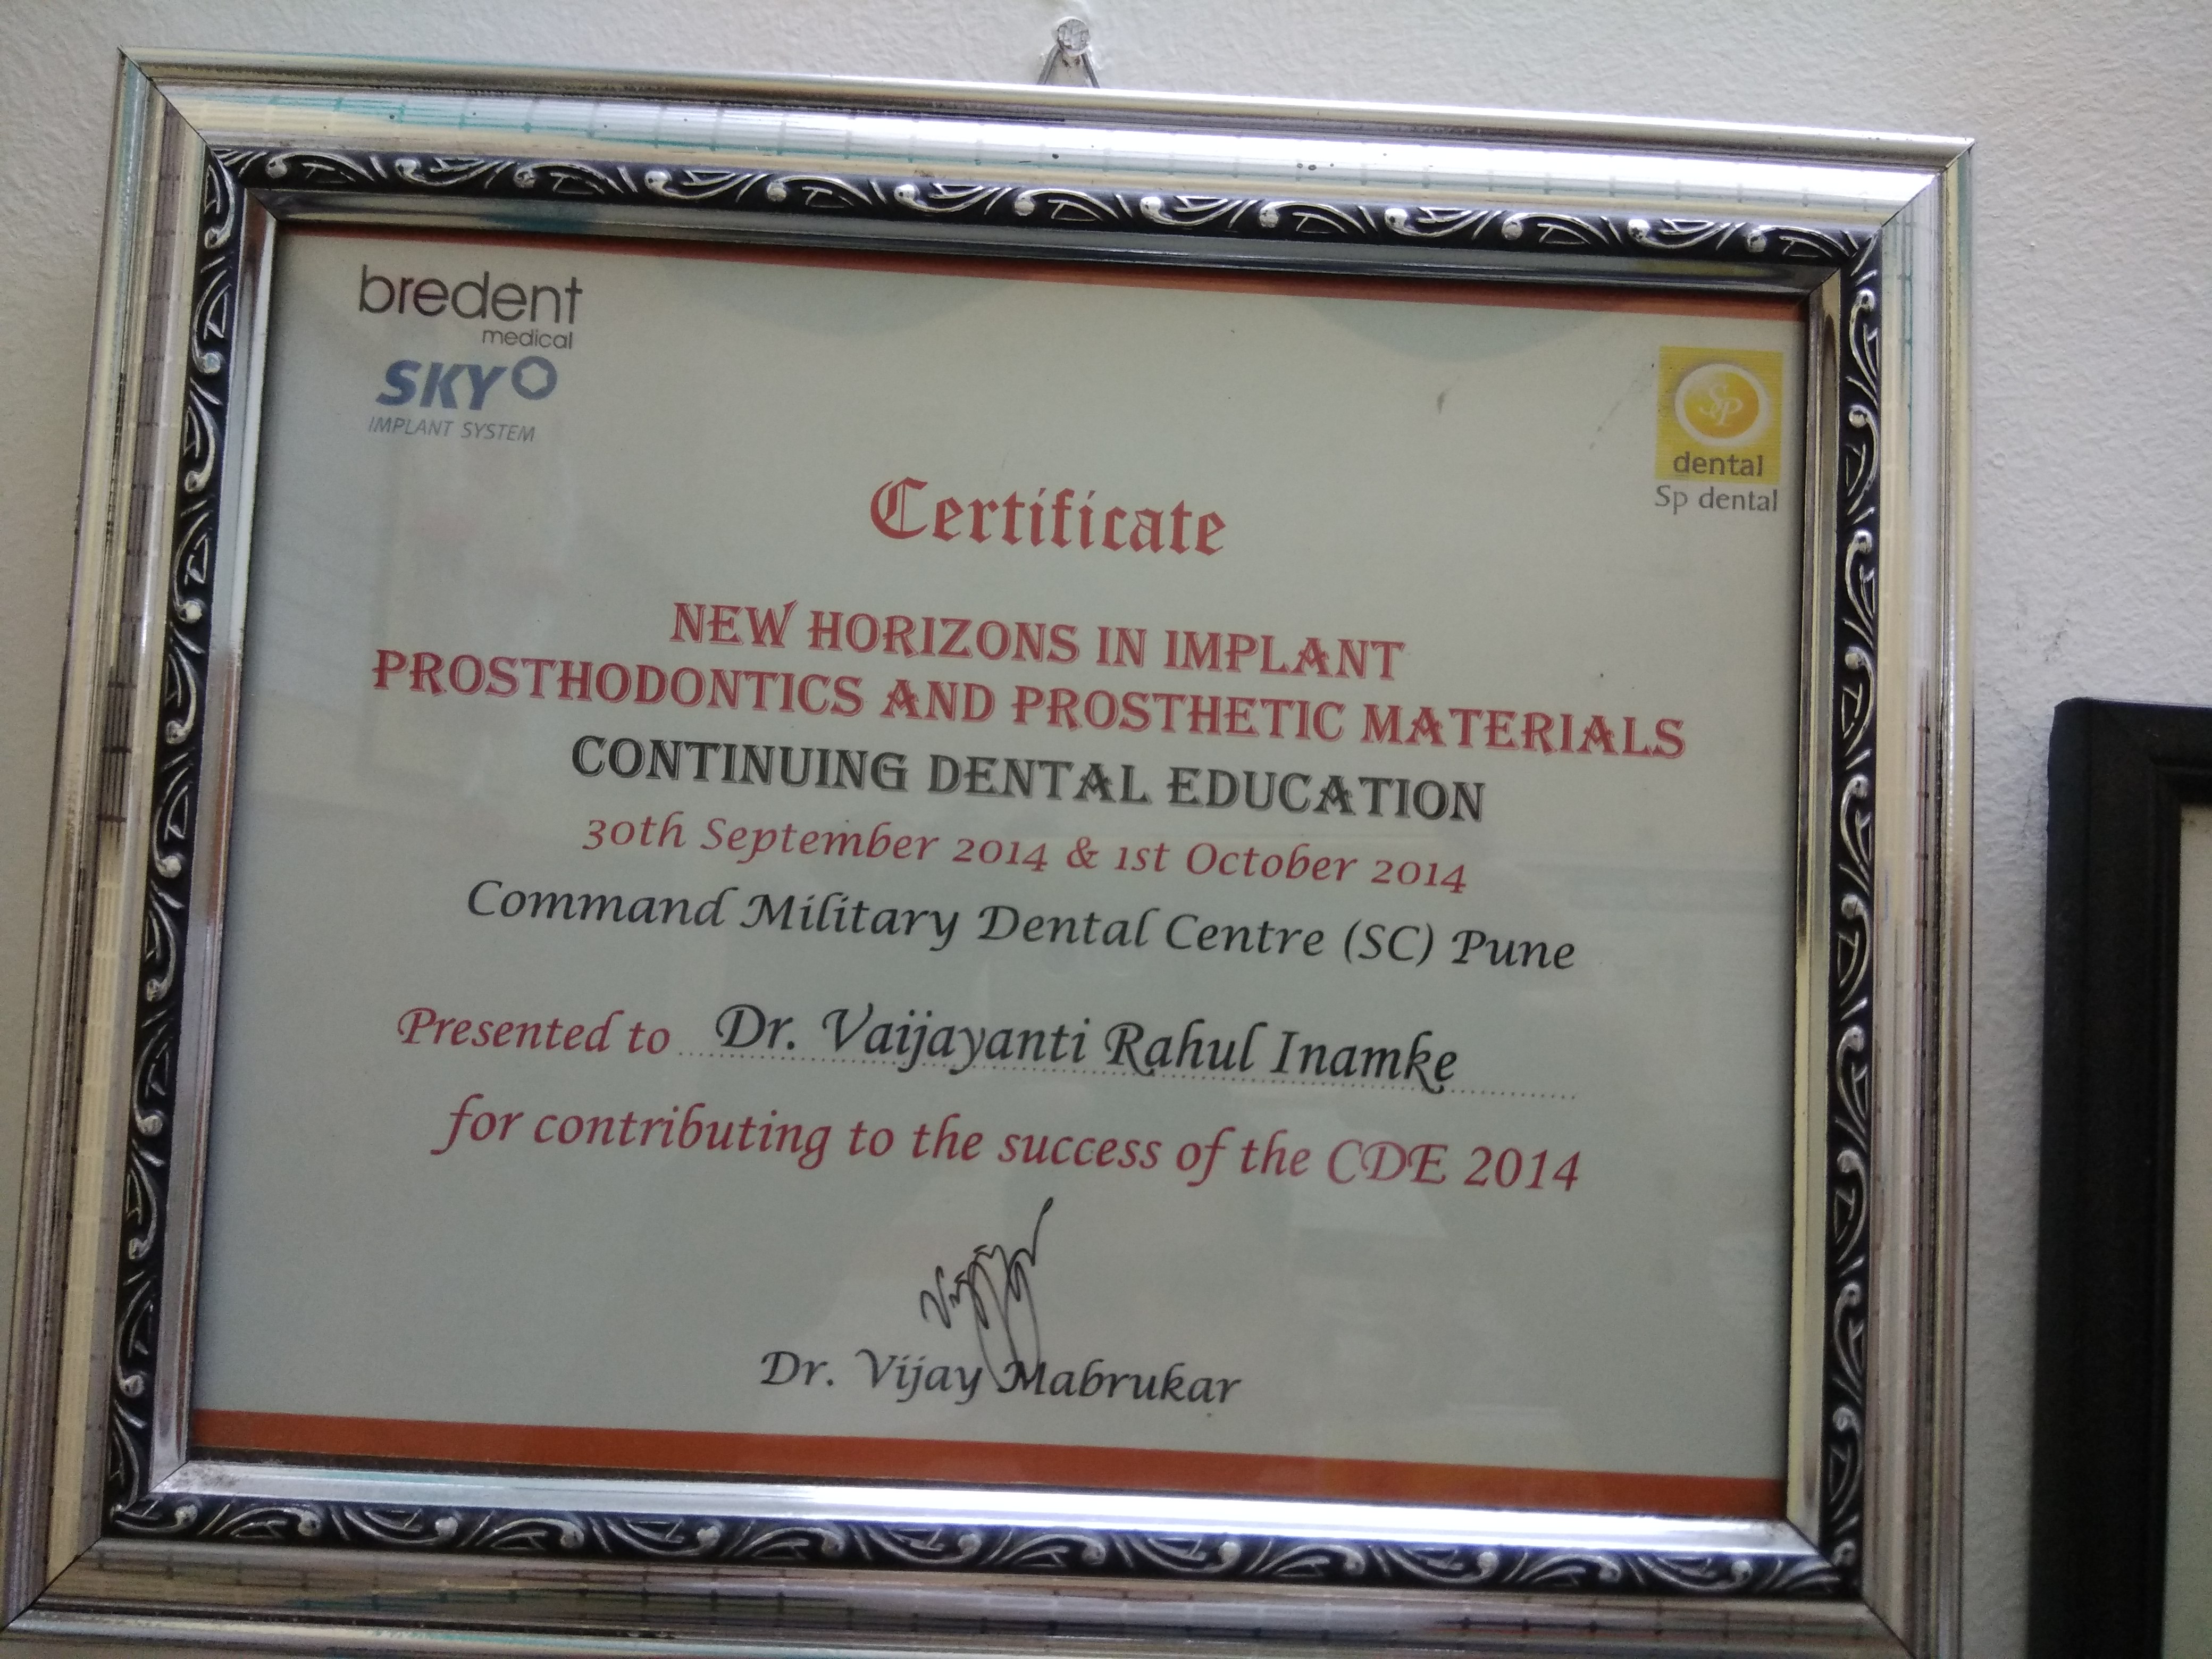 bredent
medical
SKY
IMPLANT SYSTEM
Sp
dental
Sp dental
Certificate
NEW HORIZONS IN IMPLANT
PROSTHODONTICS AND PROSTHETIC MATERIALS
CONTINUING DENTAL EDUCATION
30th September 2014 & 1st October 2014
Command Military Dental Centre (SC) Pune
Presented to Dr. Vaijayanti Rahul Inamke
for contributing to the success of the CDE 2014
Dr. Vijay Mabrukar